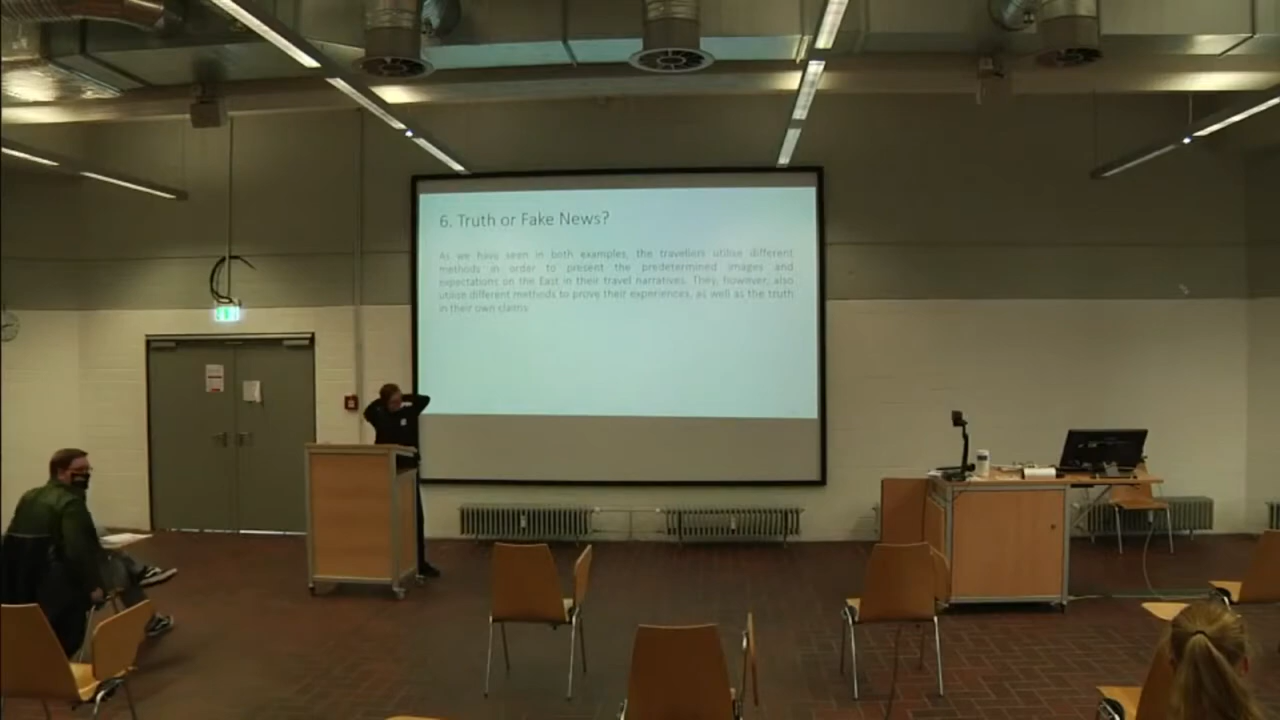 6. Truth or Fake News?
As we have seen in both examples, the travellers utilise different
methods in order to present the predetermined images and
expectations on the East in their travel narratives. They, however, also
utilise different methods to prove their experiences, as well as the truth
in their own claims.